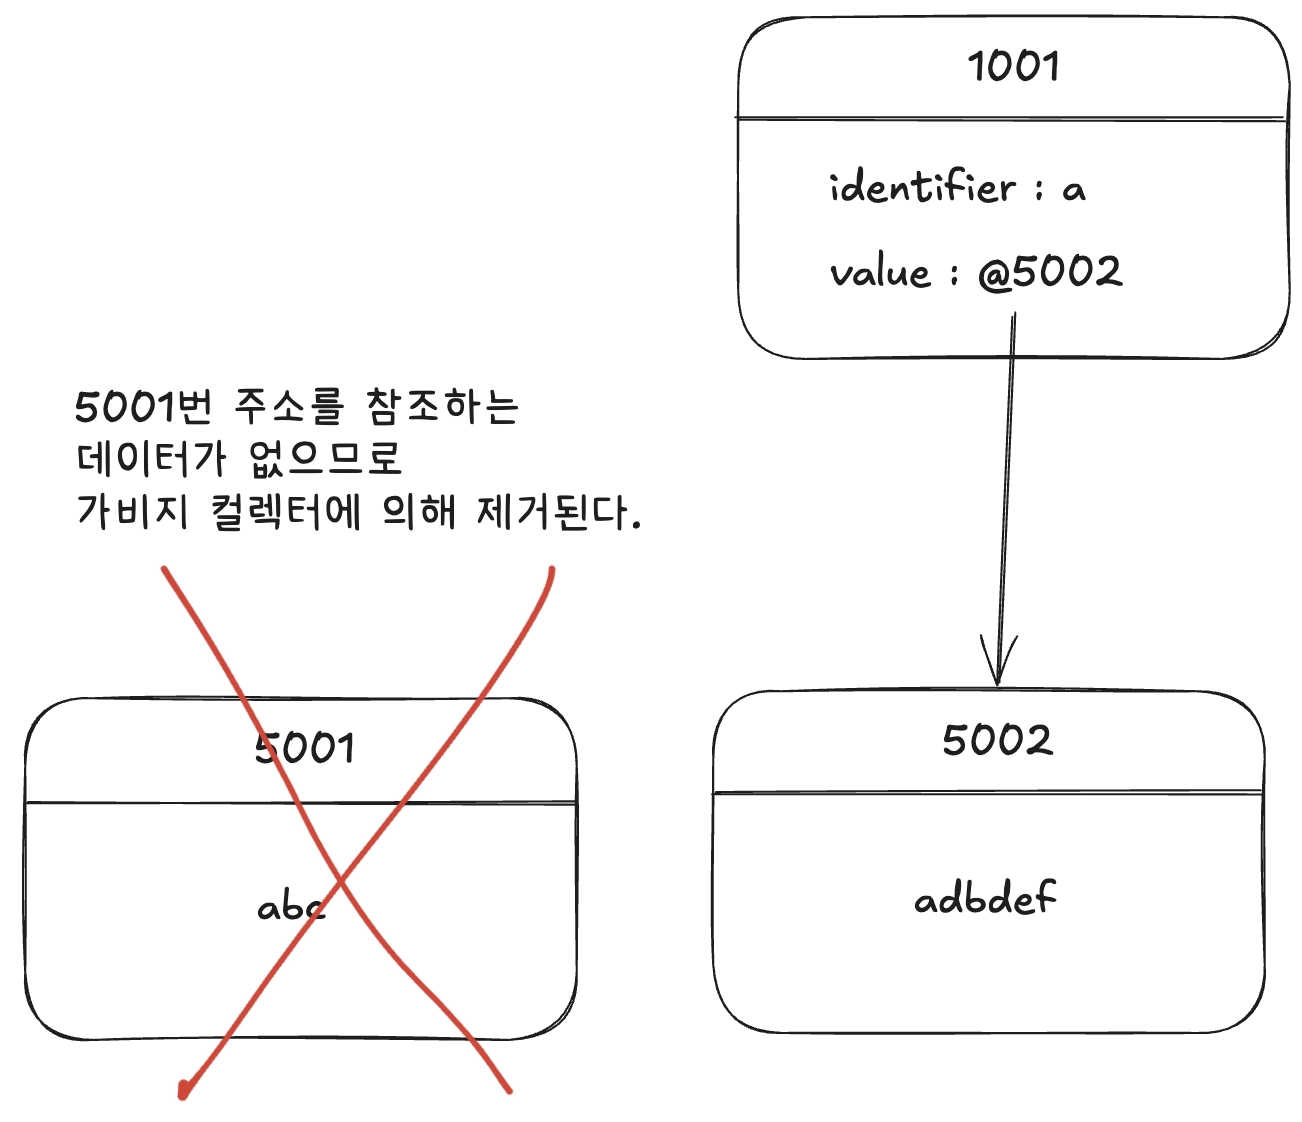 1001
identifier : a
value : @5002
5001번 주소를 참조하는
데이터가 없으므로
가비지 컬렉터에 의해 제거된다.
5001
abc
5002
adbdef